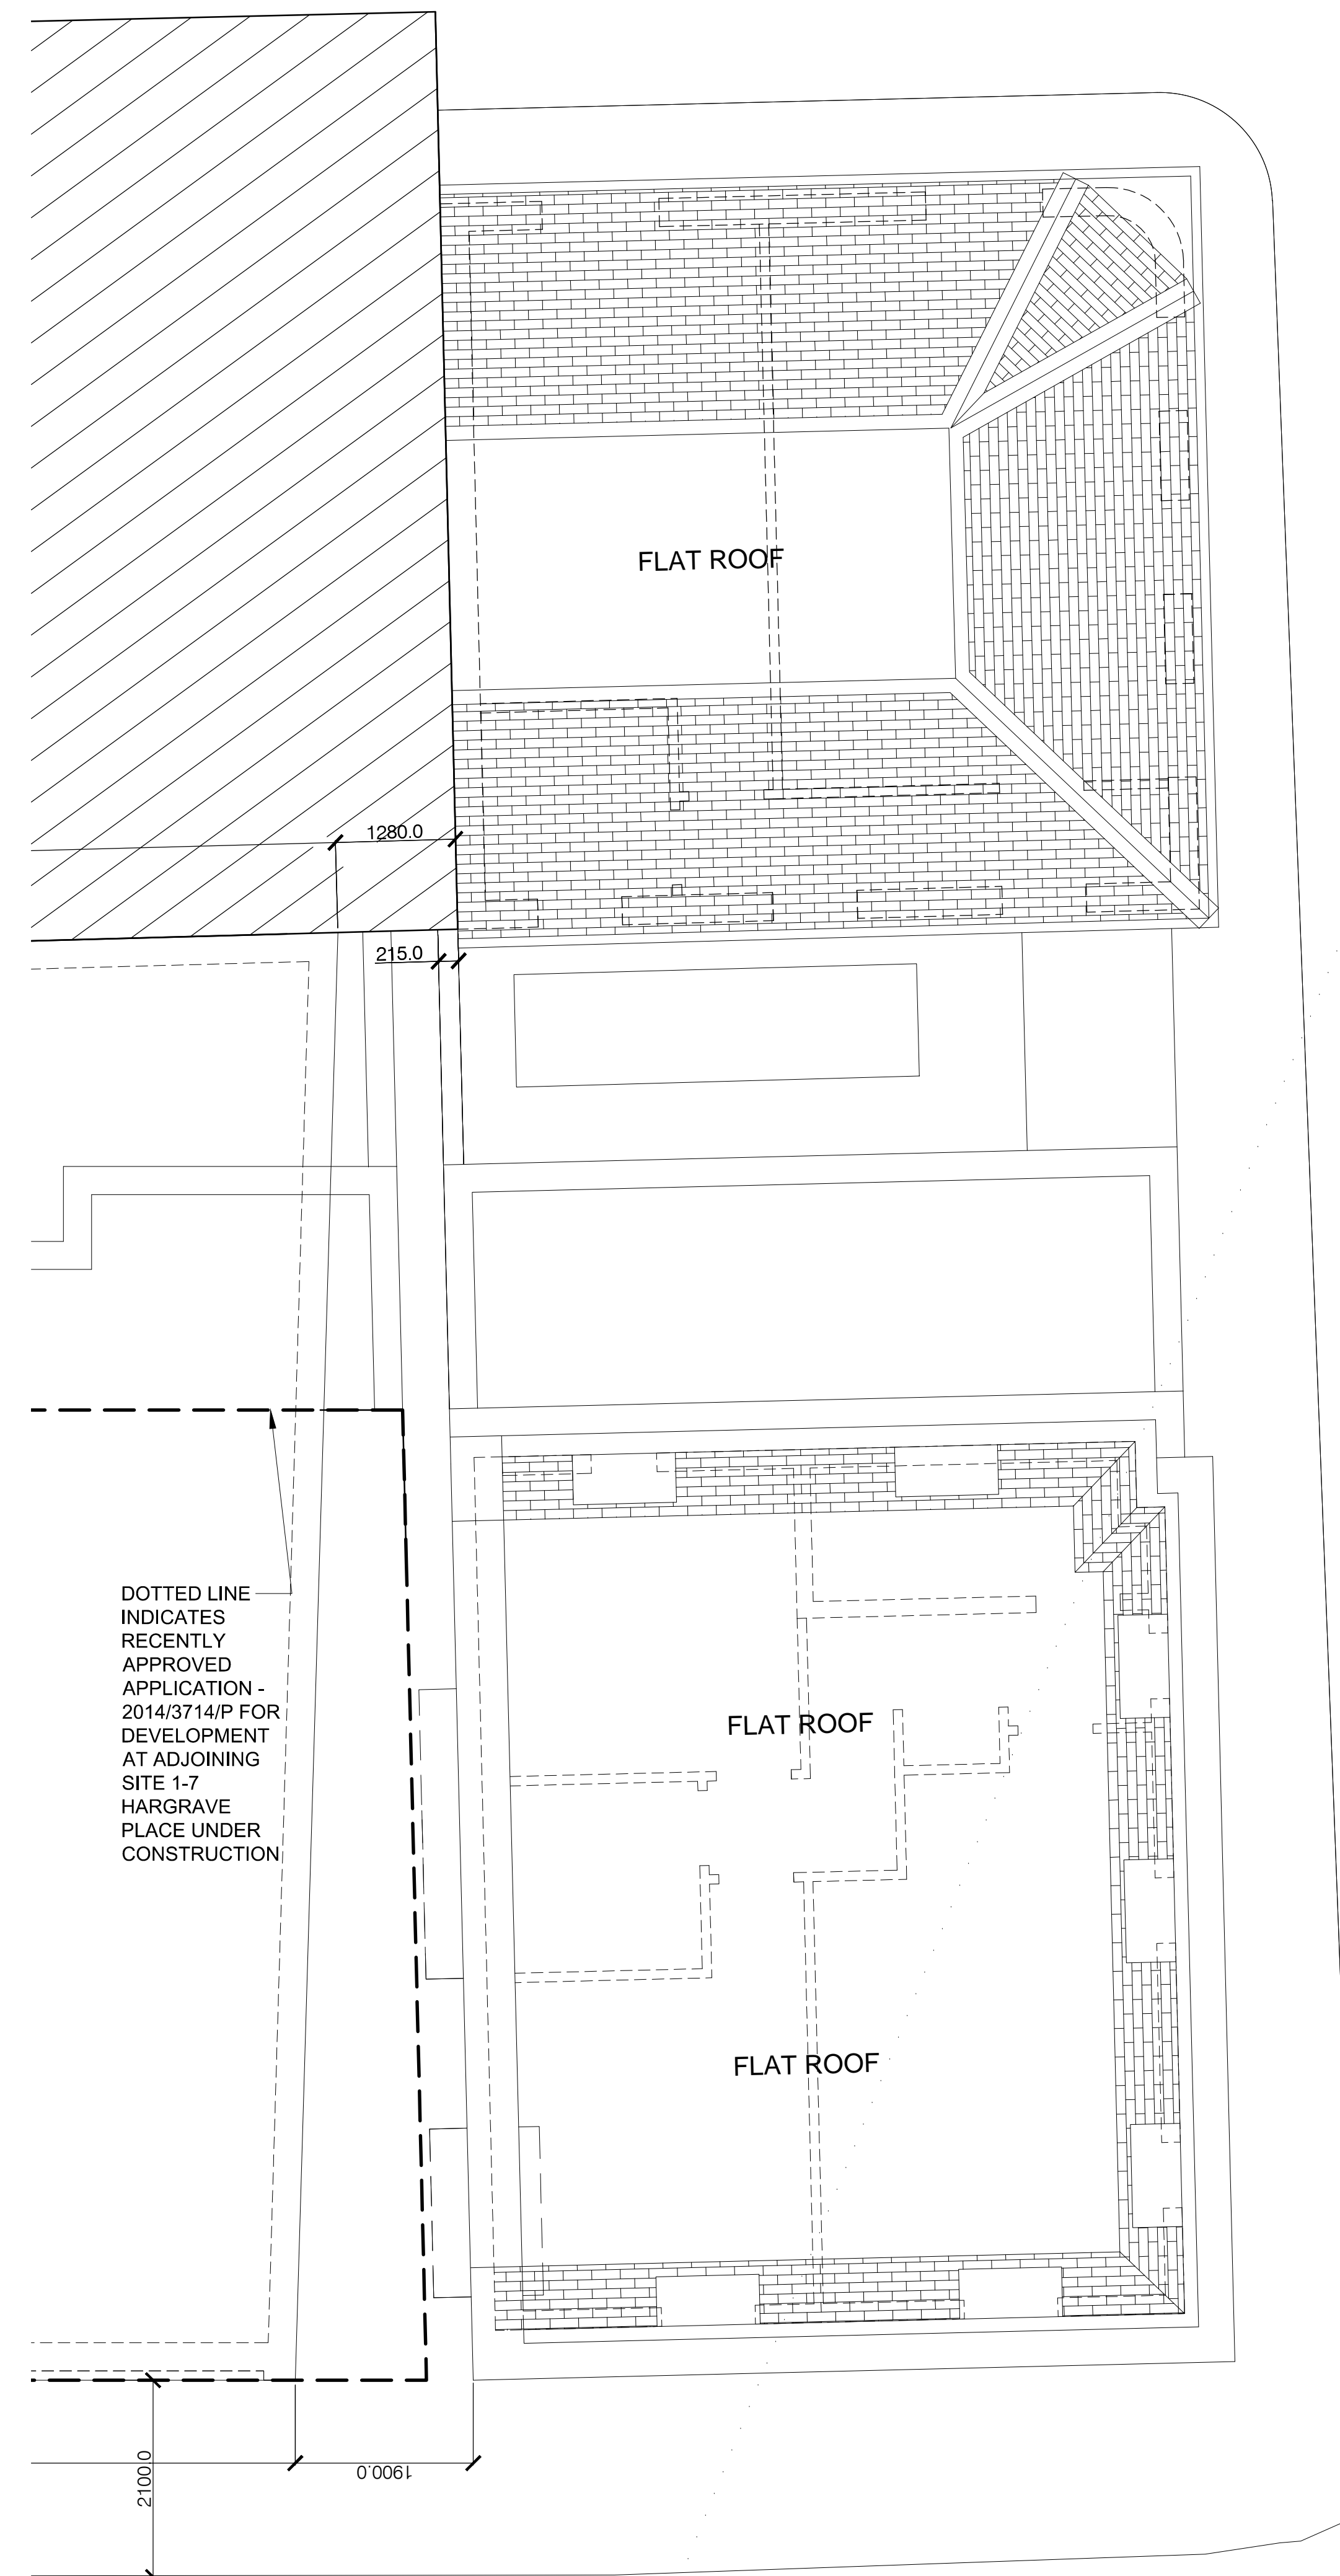 FLAT ROOF
1280.0
215.0
DOTTED LINE
INDICATES
RECENTLY
APPROVED
APPLICATION -
2014/3714/P FOR
DEVELOPMENT
AT ADJOINING
SITE 1-7
HARGRAVE
PLACE UNDER
CONSTRUCTION
FLAT ROOF
FLAT ROOF
2100.0
1900.0